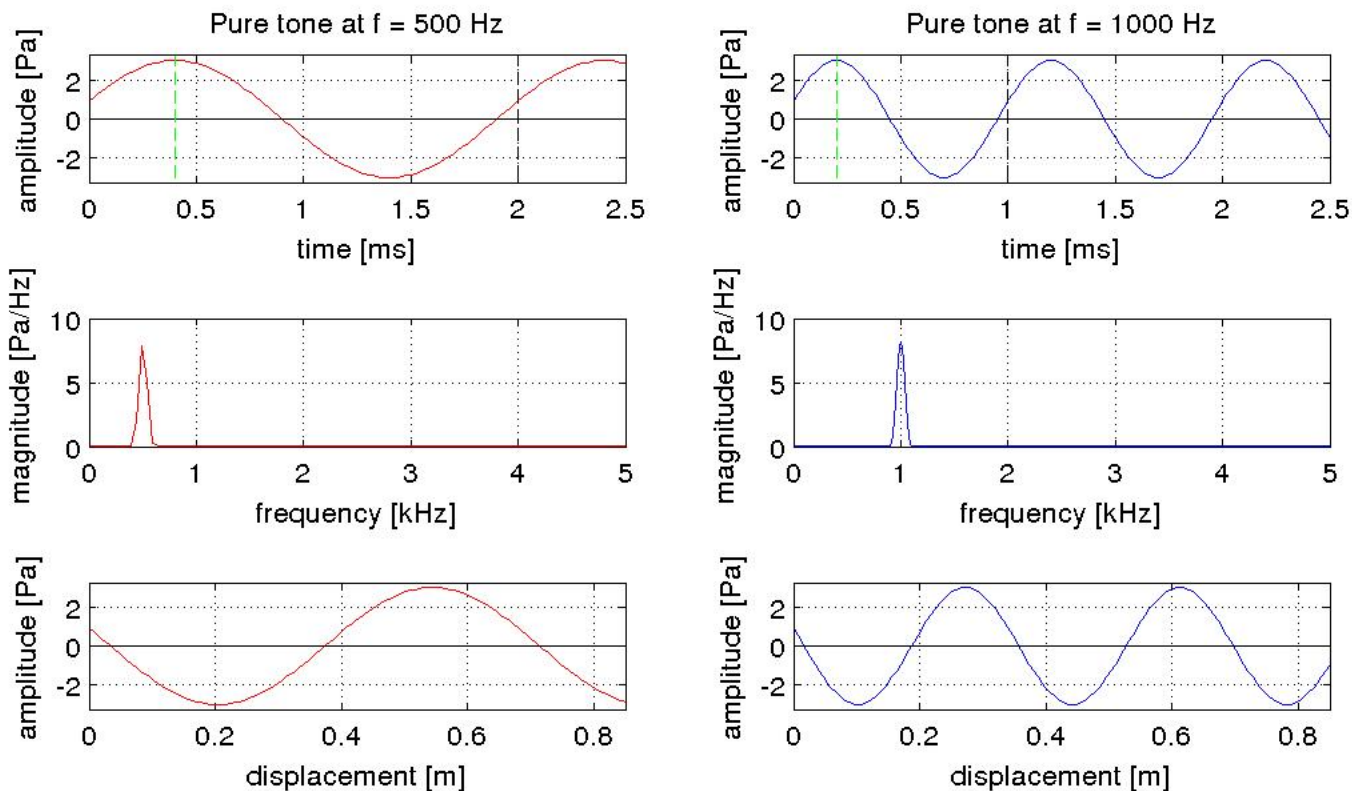 Pure tone at f = 500 Hz
amplitude [Pa]
2
0
-2
0 0.5 1 1.5 2 2.5
time [ms]
magnitude [Pa/Hz]
10
5
0
0 1 2 3 4 5
frequency [kHz]
amplitude [Pa]
2
0
-2
0 0.2 0.4 0.6 0.8
displacement [m]
Pure tone at f = 1000 Hz
amplitude [Pa]
2
0
-2
0 0.5 1 1.5 2 2.5
time [ms]
magnitude [Pa/Hz]
10
5
0
0 1 2 3 4 5
frequency [kHz]
amplitude [Pa]
2
0
-2
0 0.2 0.4 0.6 0.8
displacement [m]